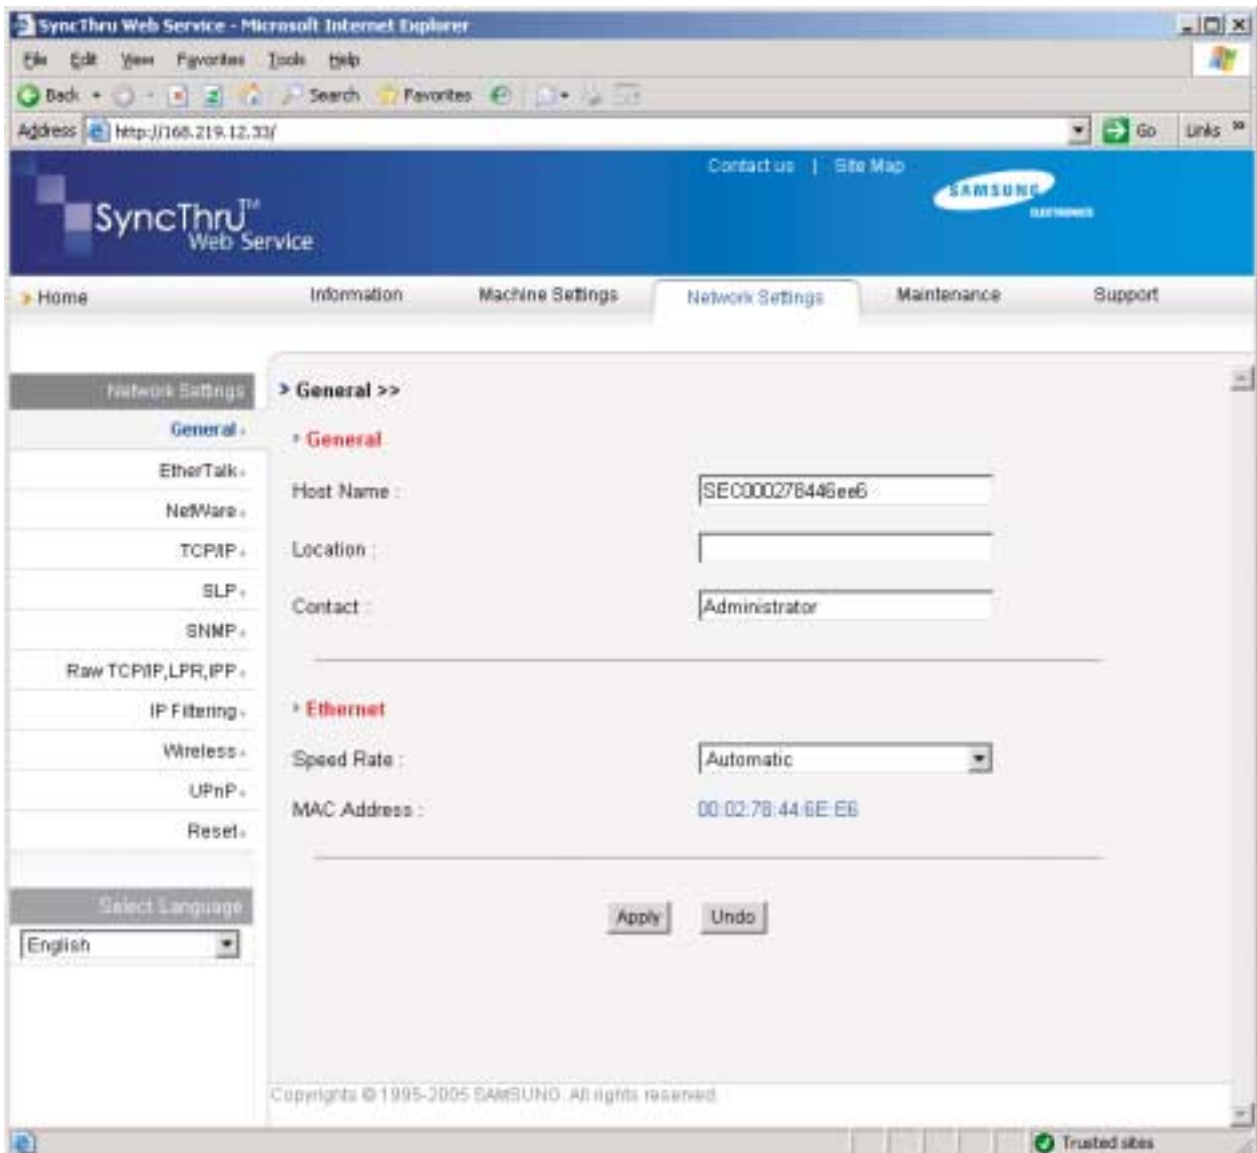 SyncThru Web Service - Microsoft Internet Explorer
File Edit View Favorites Tools Help
Back Search Favorites
Address http://168.219.12.33/ Go Links »
Contact us | Site Map
SAMSUNG
ELECTRONICS
SyncThru™
Web Service
Home Information Machine Settings Network Settings Maintenance Support
Network Settings
General
EtherTalk
NetWare
TCP/IP
SLP
SNMP
Raw TCP/IP,LPR,IPP
IP Filtering
Wireless
UPnP
Reset
Select Language
English
General >>
General
Host Name : SEC000278446ee6
Location :
Contact : Administrator
Ethernet
Speed Rate : Automatic
MAC Address : 00:02:78:44:6E:E6
Apply Undo
Copyrights © 1995-2005 SAMSUNG. All rights reserved.
Trusted sites